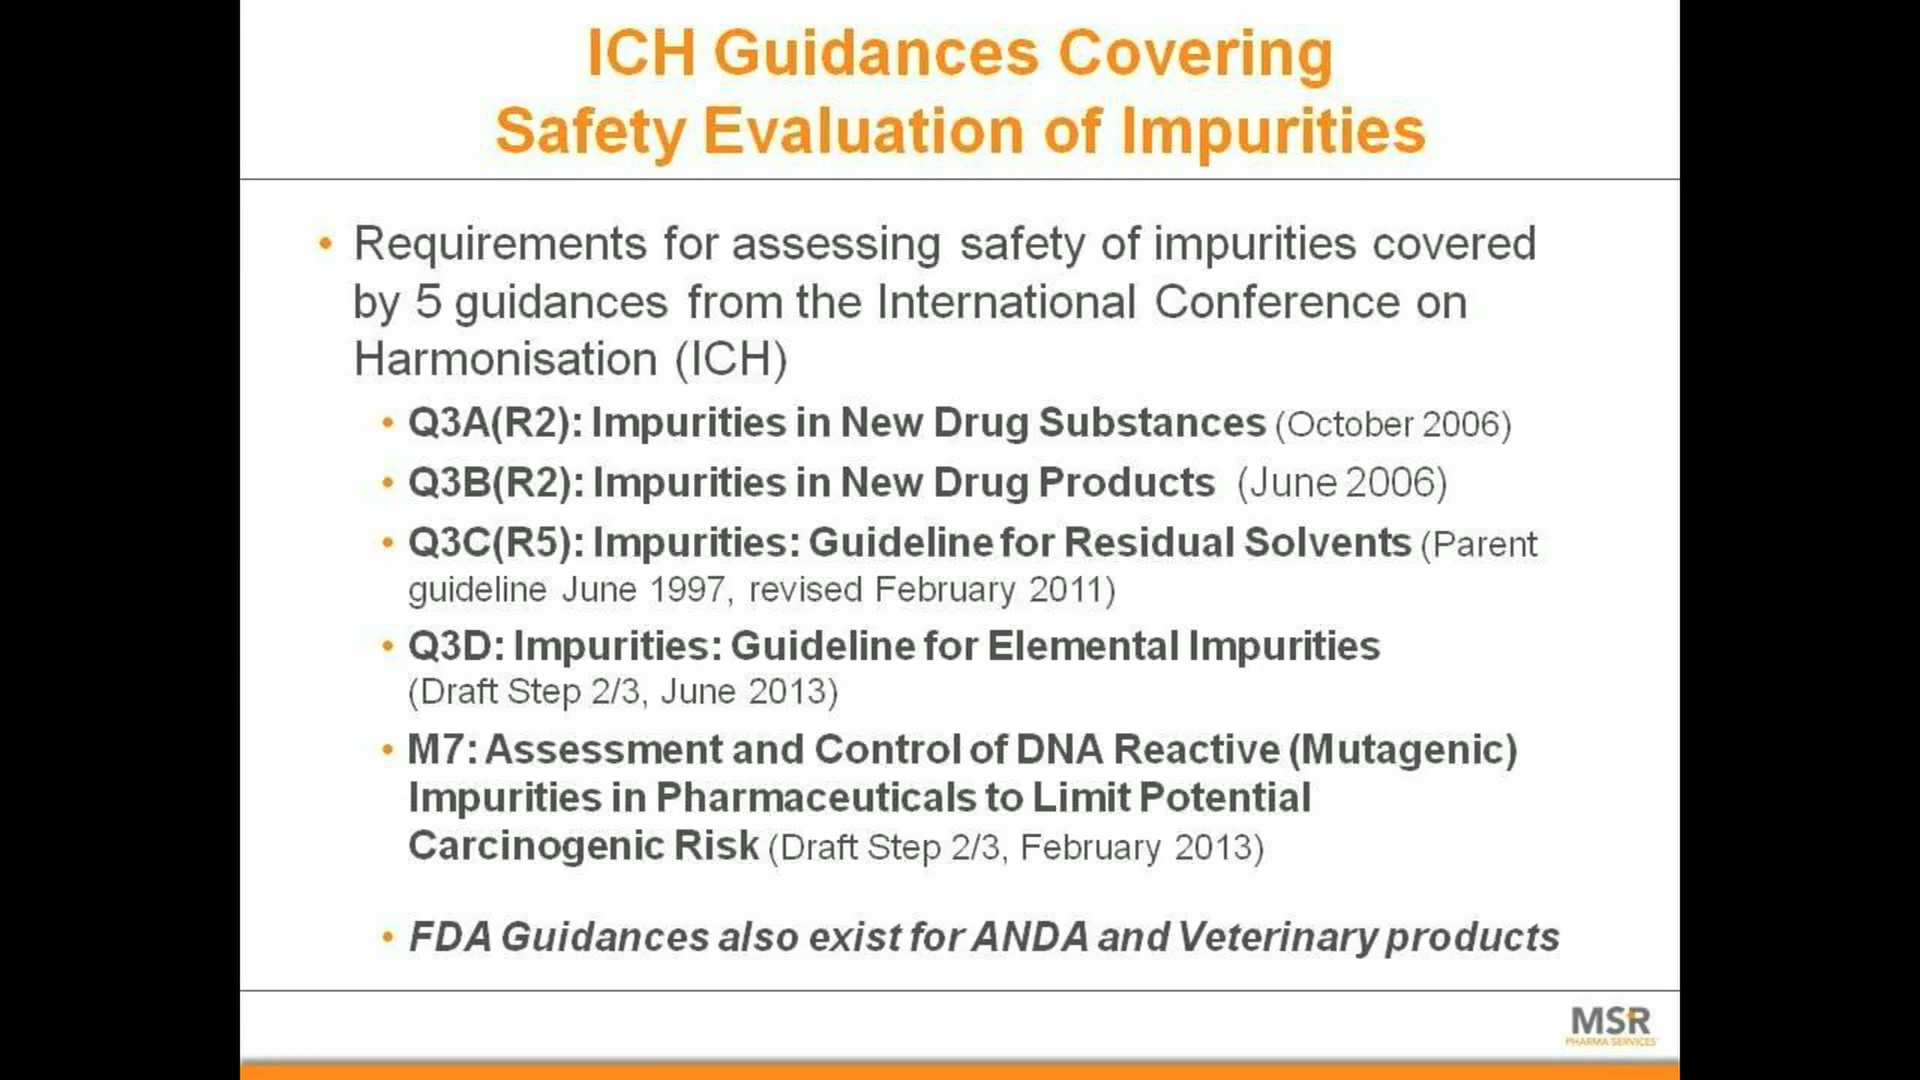 ICH Guidances Covering
Safety Evaluation of Impurities
• Requirements for assessing safety of impurities covered
by 5 guidances from the International Conference on
Harmonisation (ICH)
• Q3A(R2): Impurities in New Drug Substances (October 2006)
• Q3B(R2): Impurities in New Drug Products (June 2006)
• Q3C(R5): Impurities: Guideline for Residual Solvents (Parent
guideline June 1997, revised February 2011)
• Q3D: Impurities: Guideline for Elemental Impurities
(Draft Step 2/3, June 2013)
• M7: Assessment and Control of DNA Reactive (Mutagenic)
Impurities in Pharmaceuticals to Limit Potential
Carcinogenic Risk (Draft Step 2/3, February 2013)
• FDA Guidances also exist for ANDA and Veterinary products
MSR
PHARMA SERVICES